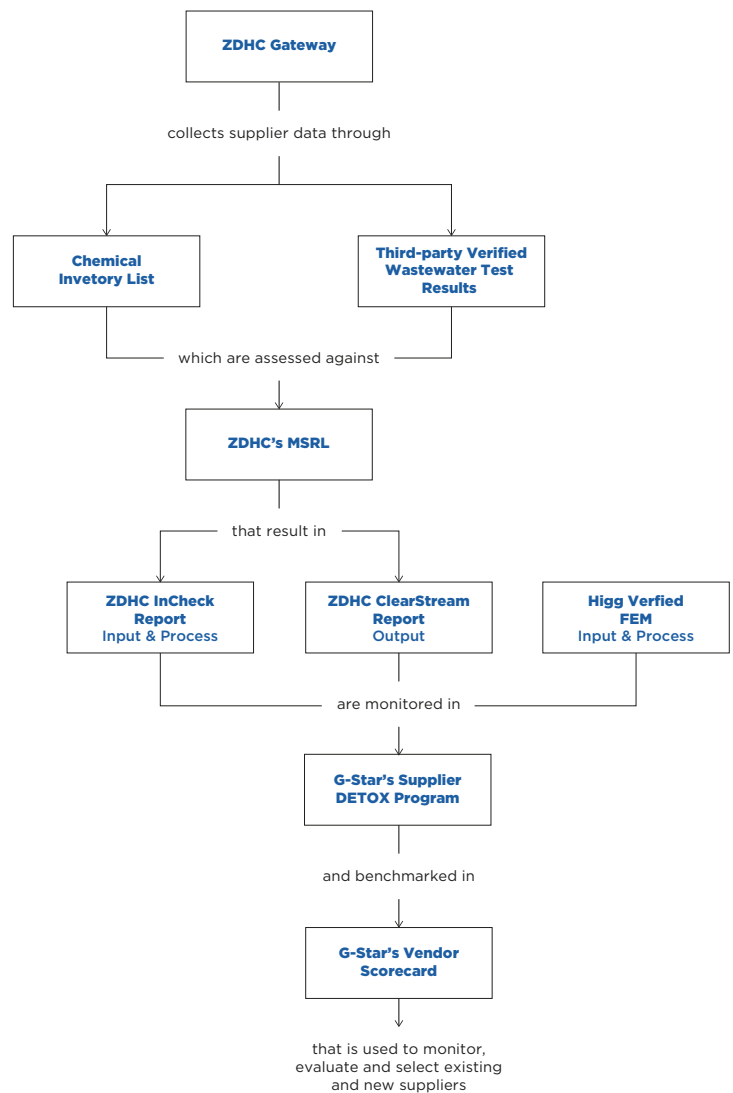 ZDHC Gateway
collects supplier data through
Chemical
Invetory List
Third-party Verified
Wastewater Test
Results
which are assessed against
ZDHC’s MSRL
that result in
ZDHC InCheck
Report
Input & Process
ZDHC ClearStream
Report
Output
Higg Verfied
FEM
Input & Process
are monitored in
G-Star’s Supplier
DETOX Program
and benchmarked in
G-Star’s Vendor
Scorecard
that is used to monitor,
evaluate and select existing
and new suppliers